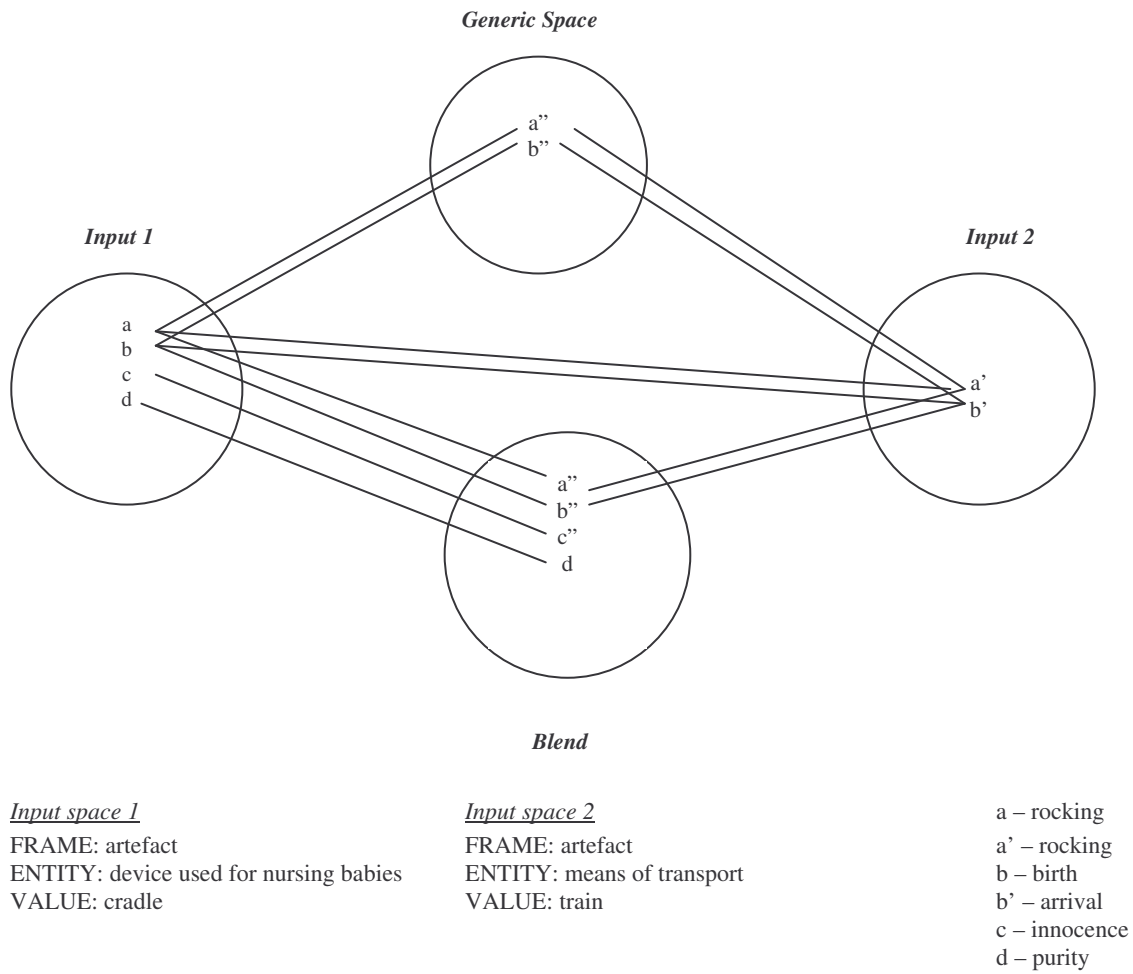 Generic Space
a”
b”
Input 1
Input 2
a
b
c
d
a’
b’
a”
b”
c”
d
Blend
Input space 1
FRAME: artefact
ENTITY: device used for nursing babies
VALUE: cradle
Input space 2
FRAME: artefact
ENTITY: means of transport
VALUE: train
a – rocking
a’ – rocking
b – birth
b’ – arrival
c – innocence
d – purity